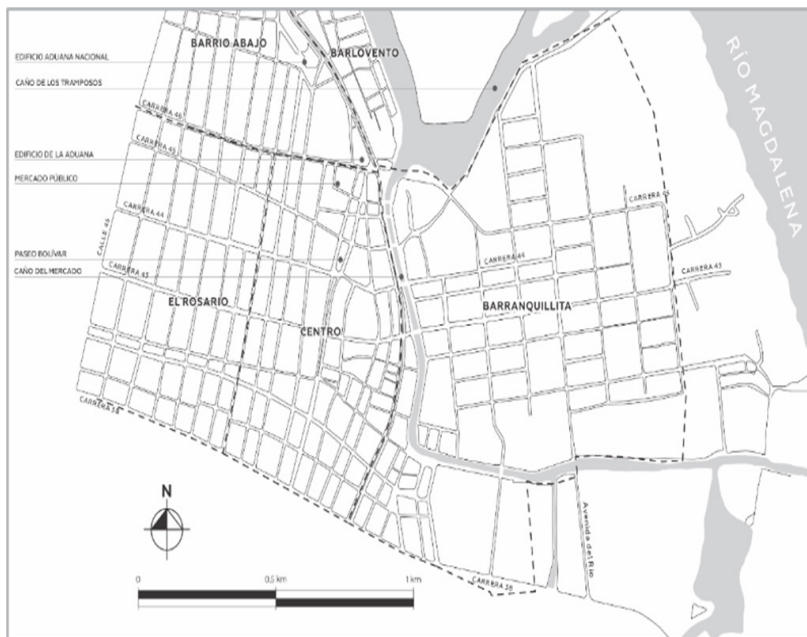 BARRIO ABAJO
BARLOVENTO
EDIFICIO ADUANA NACIONAL
CAÑO DE LOS TRAMPOSOS
RÍO MAGDALENA
CARRERA 46
CARRERA 45
EDIFICIO DE LA ADUANA
MERCADO PÚBLICO
CARRERA 45
CARRERA 44
CALLE 46
PASEO BOLÍVAR
CARRERA 44
CAÑO DEL MERCADO
CARRERA 43
CARRERA 43
EL ROSARIO
BARRANQUILLITA
CENTRO
CARRERA 38
N
Avenida del Río
CARRERA 38
0
0,5 km
1 km